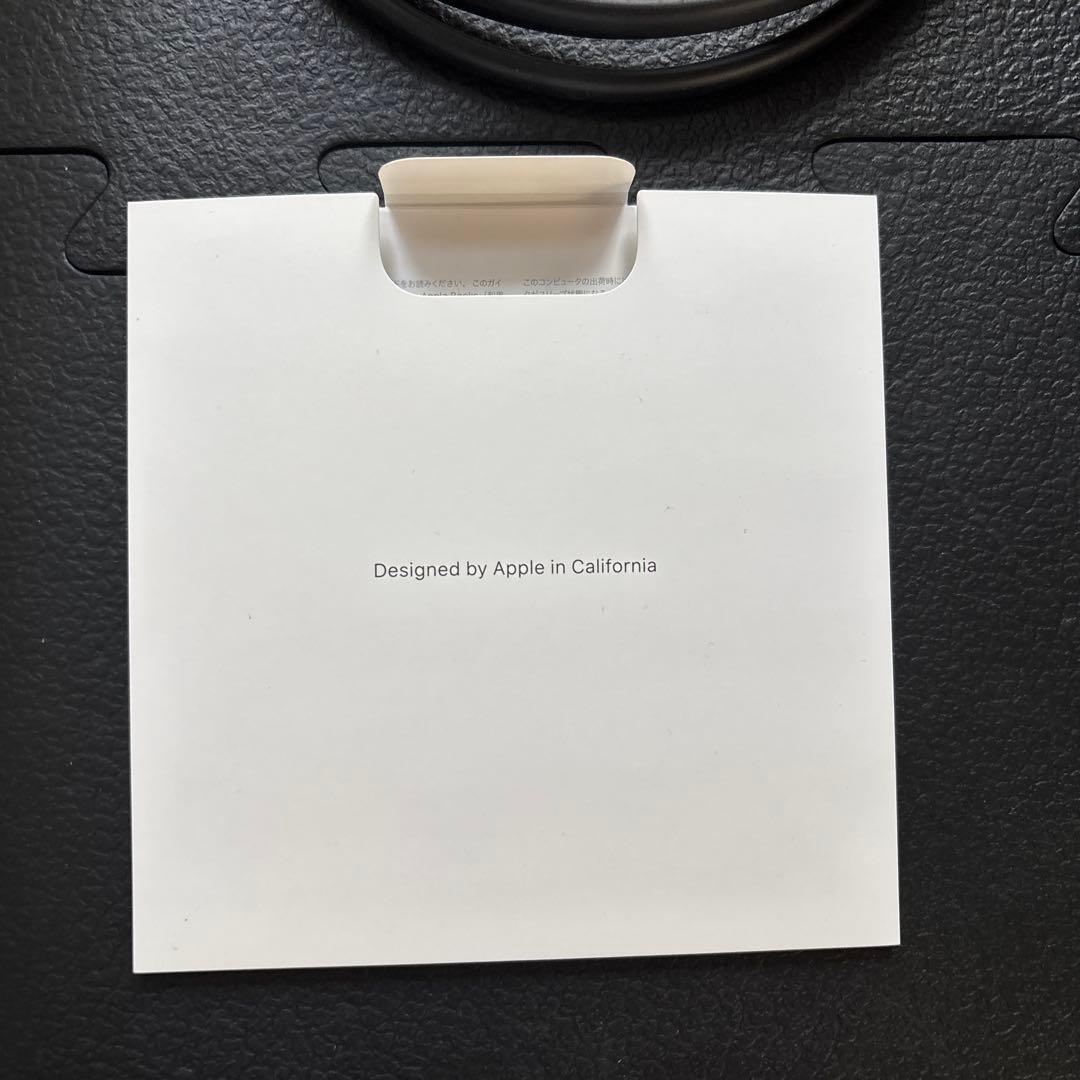 をお読みください。このガイ
このコンピュータの出荷時に
Designed by Apple in California